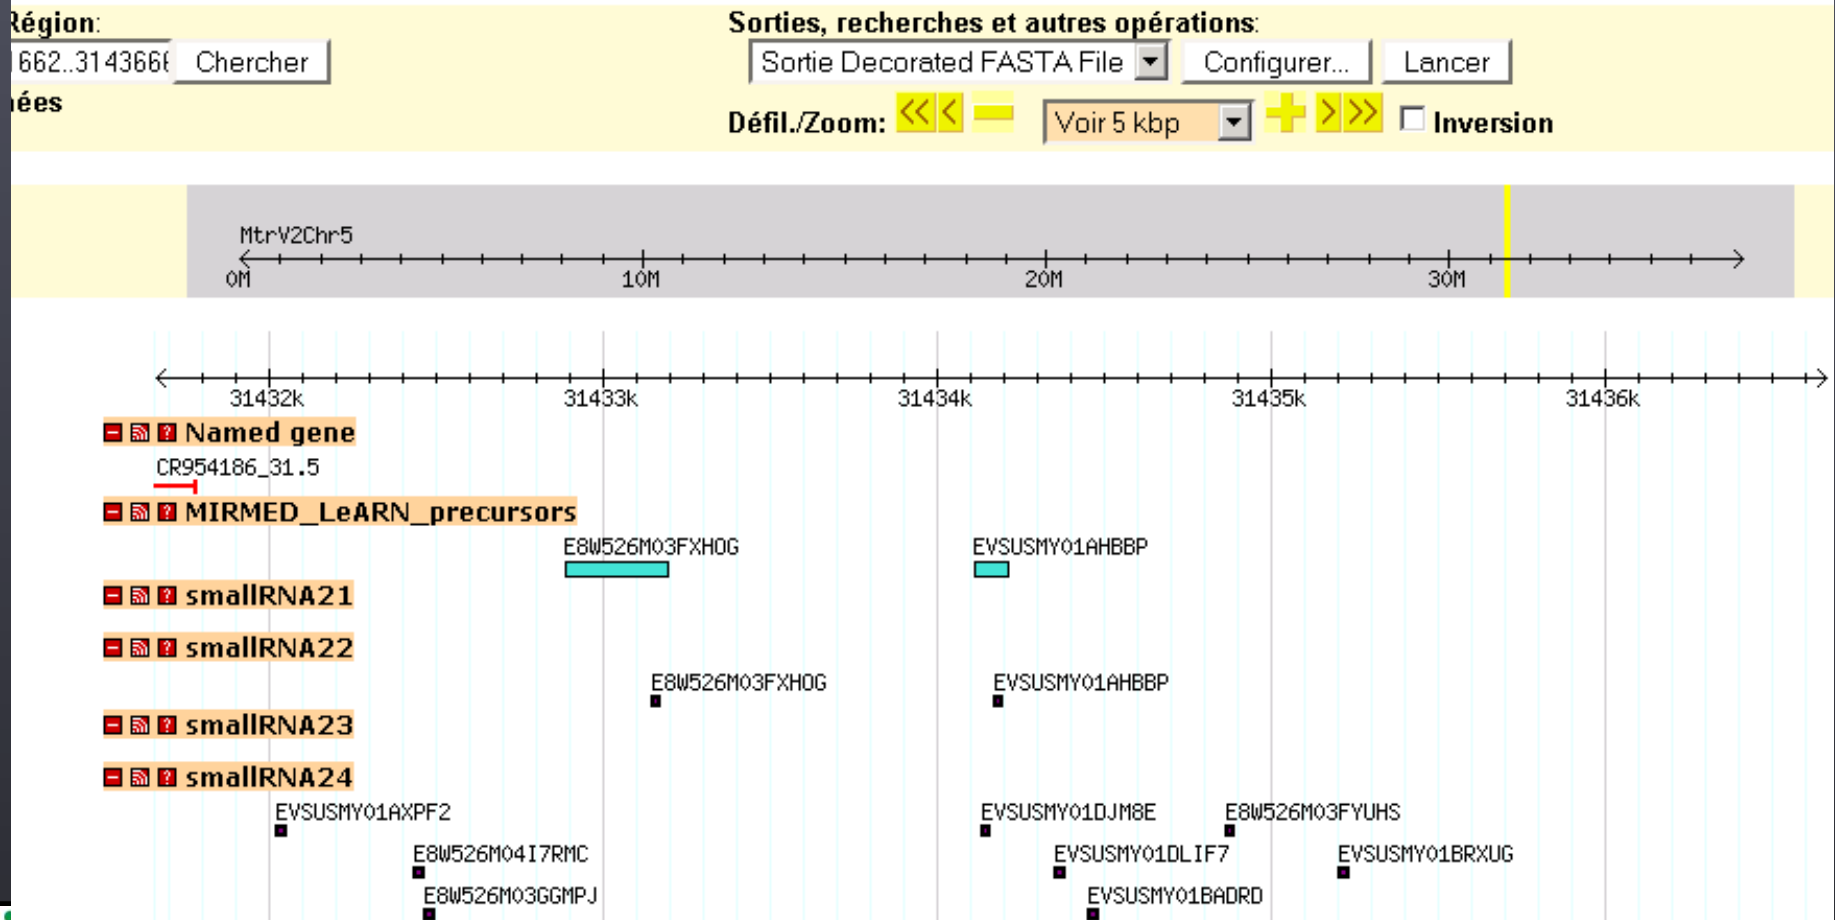 Région:
Sorties, recherches et autres opérations:
1662..3143666 Chercher
Sortie Decorated FASTA File Configurer... Lancer
Défil./Zoom: << < Voir 5 kbp > >> Inversion
MtrV2Chr5
0M 10M 20M 30M
31432k 31433k 31434k 31435k 31436k
Named gene
CR954186_31.5
MIRMED_LeARN_precursors
E8W526M03FXHOG EVSUSMY01AHBBP
smallRNA21
smallRNA22
E8W526M03FXHOG EVSUSMY01AHBBP
smallRNA23
smallRNA24
EVSUSMY01AXPF2 EVSUSMY01DJM8E E8W526M03FYUHS
E8W526M04I7RMC EVSUSMY01DLIF7 EVSUSMY01BRXUG
E8W526M03GGMPJ EVSUSMY01BADRD